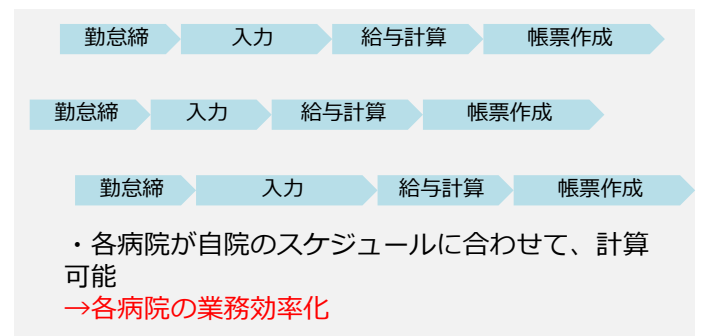 勤怠締 入力 給与計算 帳票作成
勤怠締 入力 給与計算 帳票作成
勤怠締 入力 給与計算 帳票作成
・各病院が自院のスケジュールに合わせて、計算
可能
→各病院の業務効率化